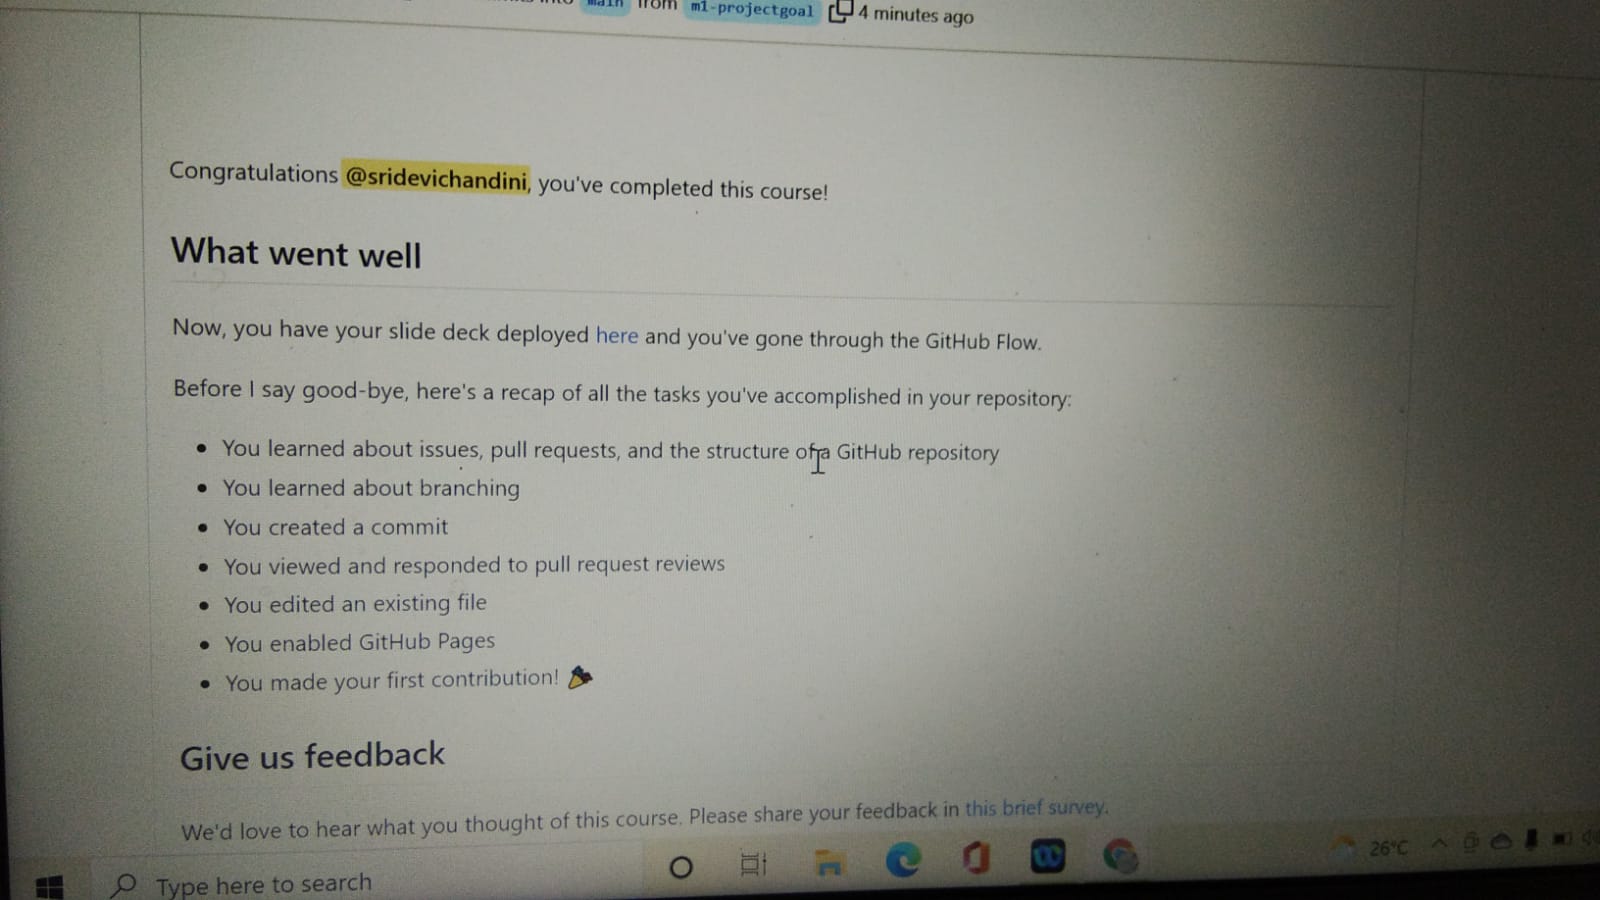 main from m1-projectgoal 4 minutes ago
Congratulations @sridevichandini, you've completed this course!
What went well
Now, you have your slide deck deployed here and you've gone through the GitHub Flow.
Before I say good-bye, here's a recap of all the tasks you've accomplished in your repository:
• You learned about issues, pull requests, and the structure of a GitHub repository
• You learned about branching
• You created a commit
• You viewed and responded to pull request reviews
• You edited an existing file
• You enabled GitHub Pages
• You made your first contribution! 🎉
Give us feedback
We'd love to hear what you thought of this course. Please share your feedback in this brief survey.
Type here to search
26°C